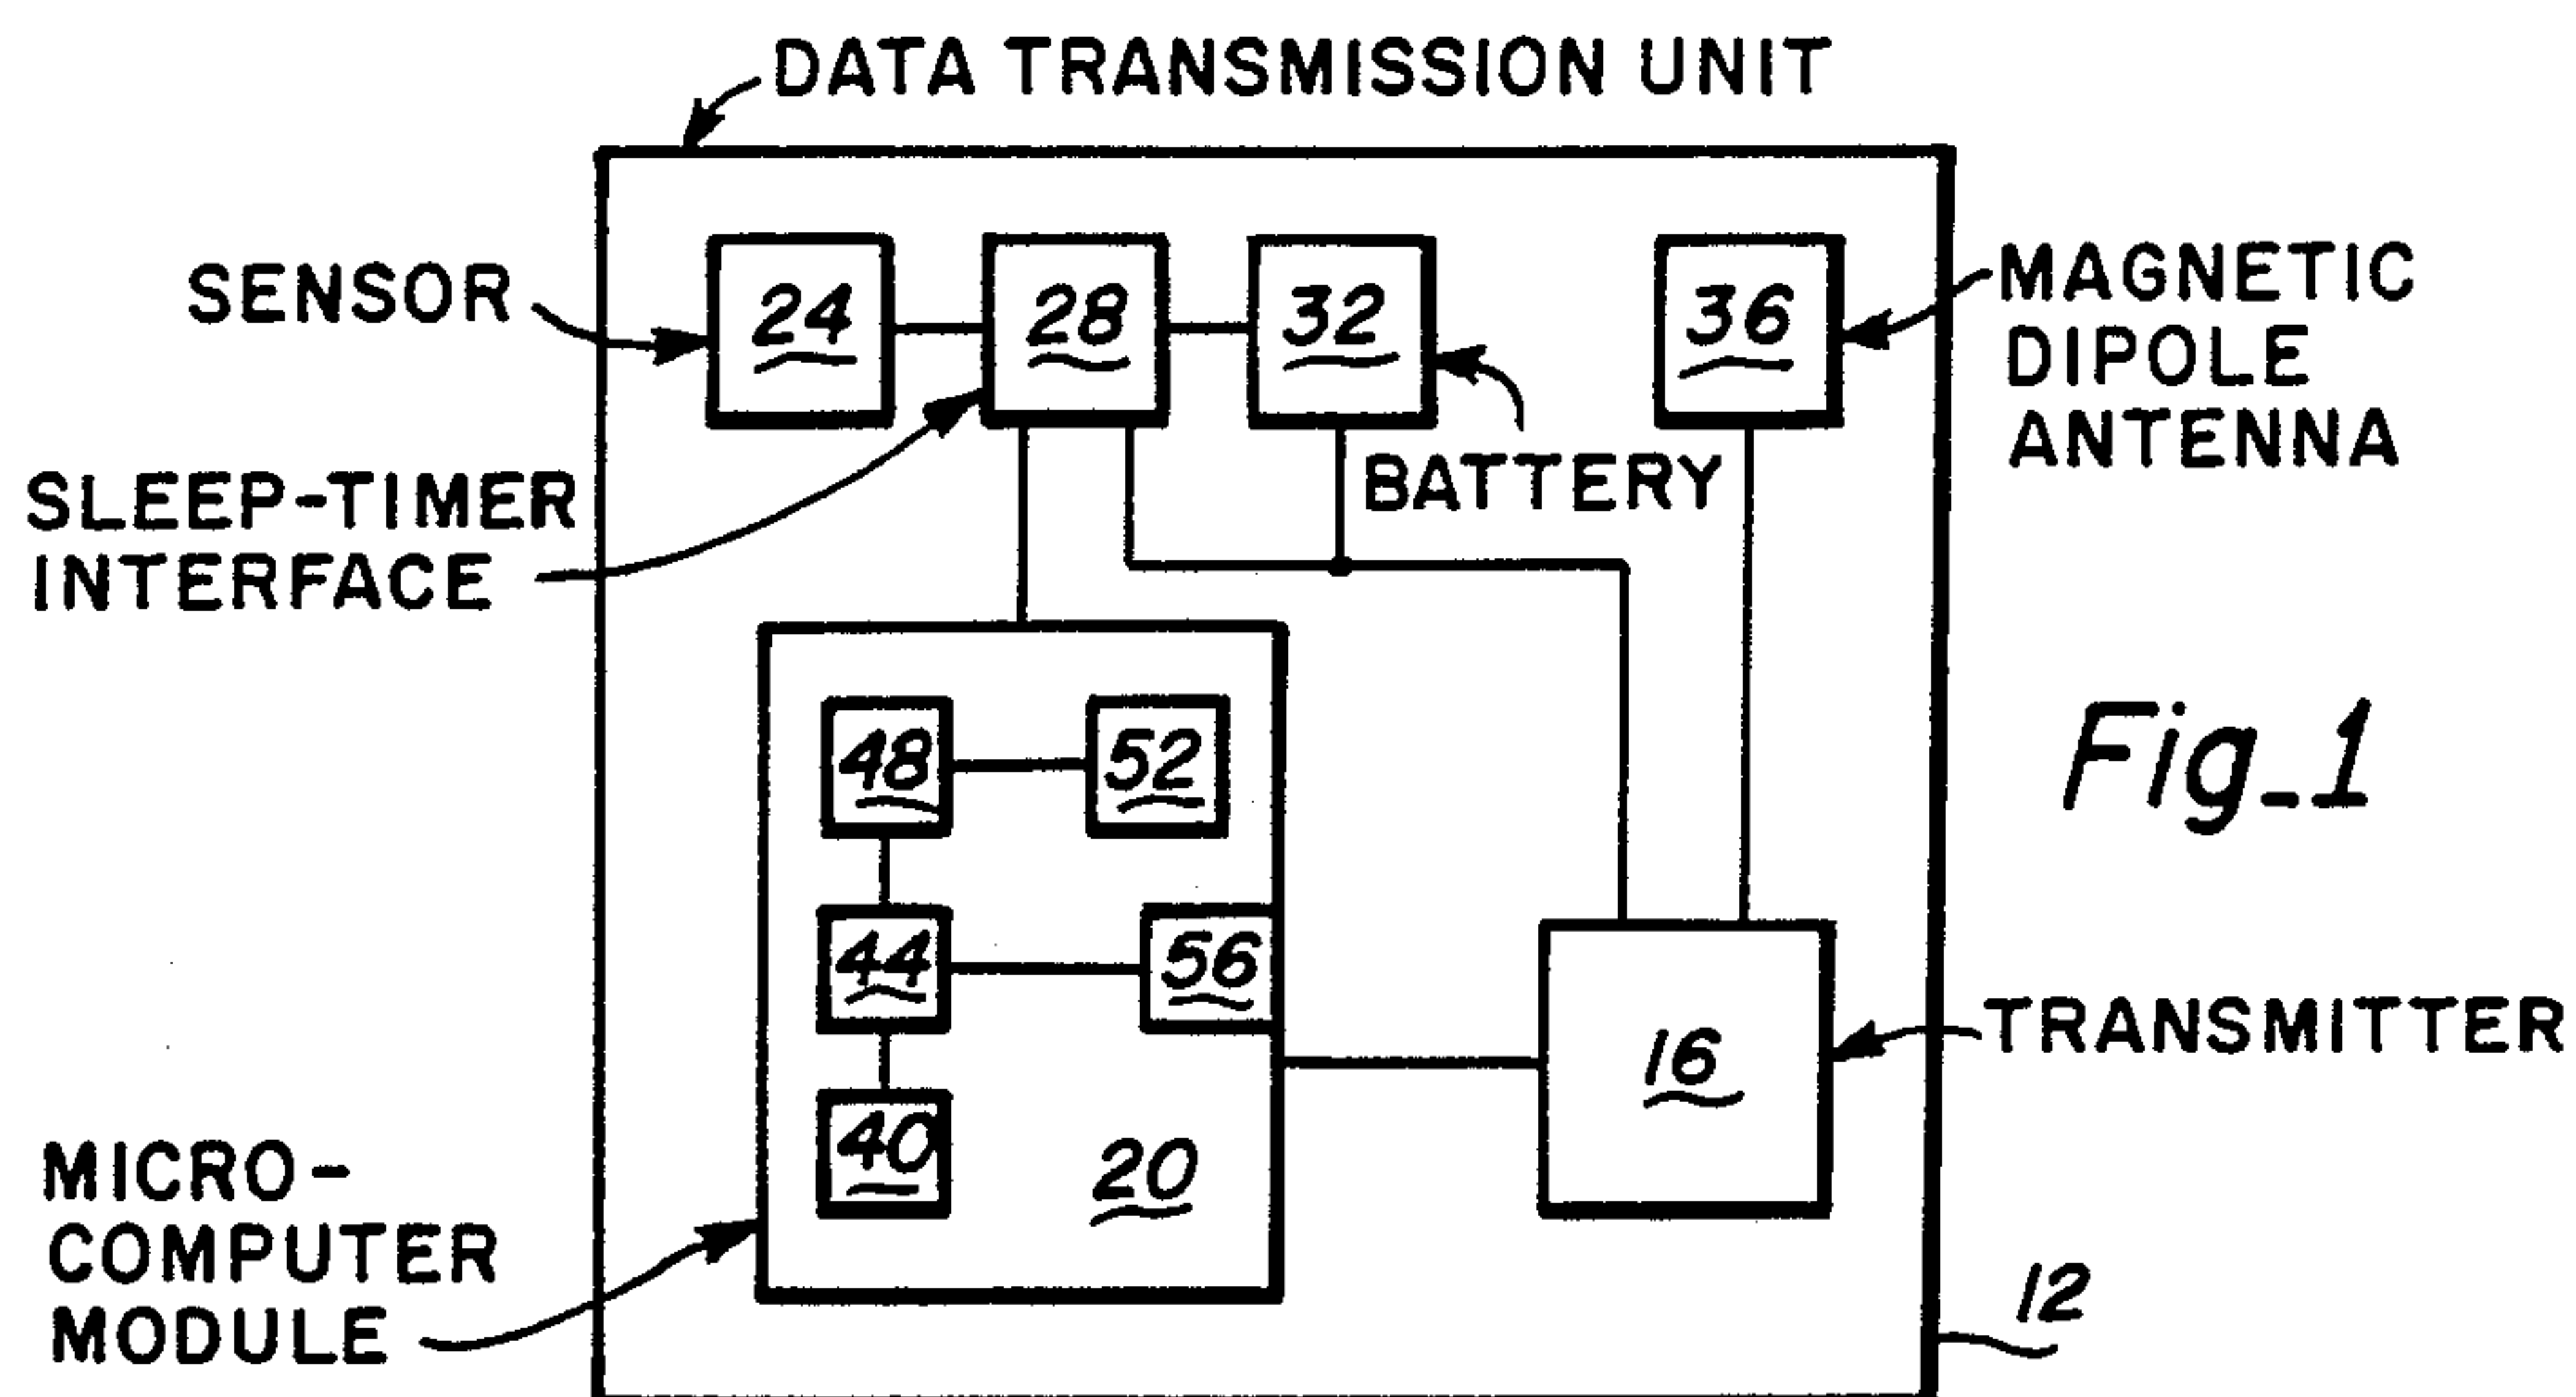 DATA TRANSMISSION UNIT
SENSOR
24
28
32
36
MAGNETIC
DIPOLE
ANTENNA
SLEEP-TIMER
INTERFACE
BATTERY
48
52
Fig_1
44
56
16
TRANSMITTER
40
20
MICRO-
COMPUTER
MODULE
12